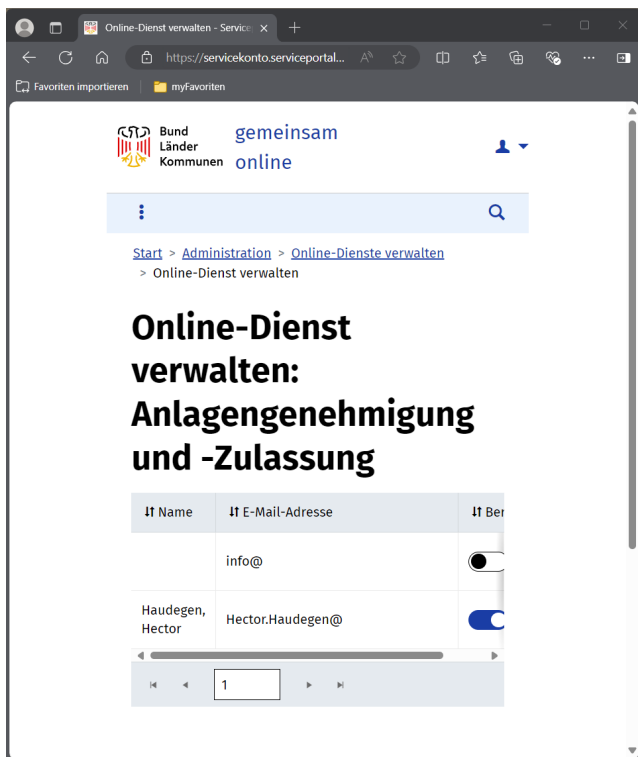 Online-Dienst verwalten - Service
https://servicekonto.serviceportal...
Favoriten importieren
myFavoriten
Bund
Länder
Kommunen
gemeinsam
online
Start > Administration > Online-Dienste verwalten
> Online-Dienst verwalten
Online-Dienst
verwalten:
Anlagengenehmigung
und -Zulassung
Name E-Mail-Adresse Ber
info@
Haudegen,
Hector
Hector.Haudegen@
1